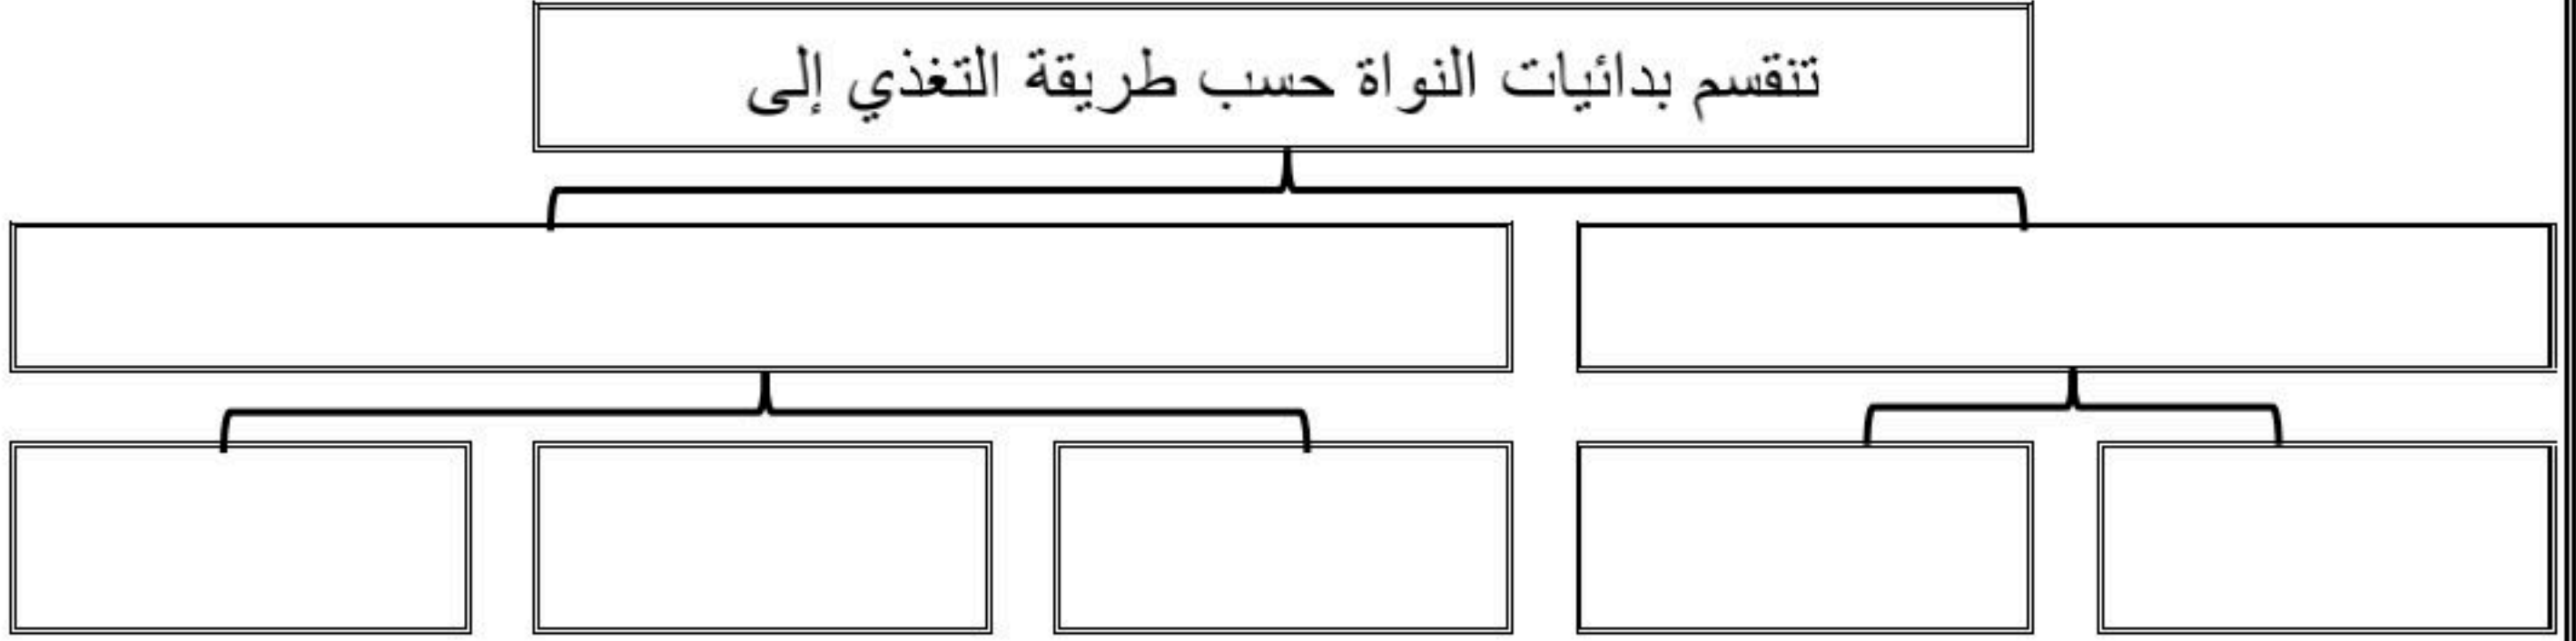 تنقسم بدائيات النواة حسب طريقة التغذي إلى